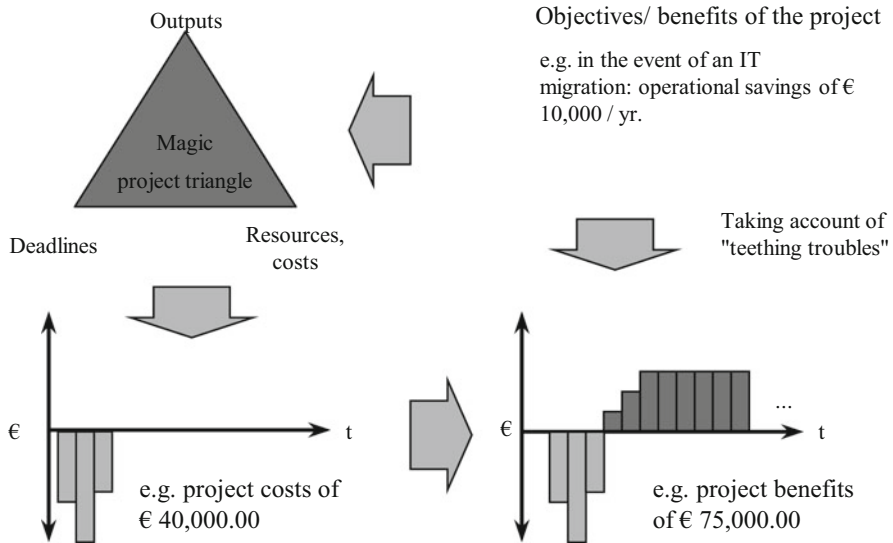 Outputs
Magic
project triangle
Deadlines
Resources,
costs
Objectives/ benefits of the project
e.g. in the event of an IT
migration: operational savings of €
10,000 / yr.
Taking account of
"teething troubles"
€
t
e.g. project costs of
€ 40,000.00
€
...
t
e.g. project benefits
of € 75,000.00